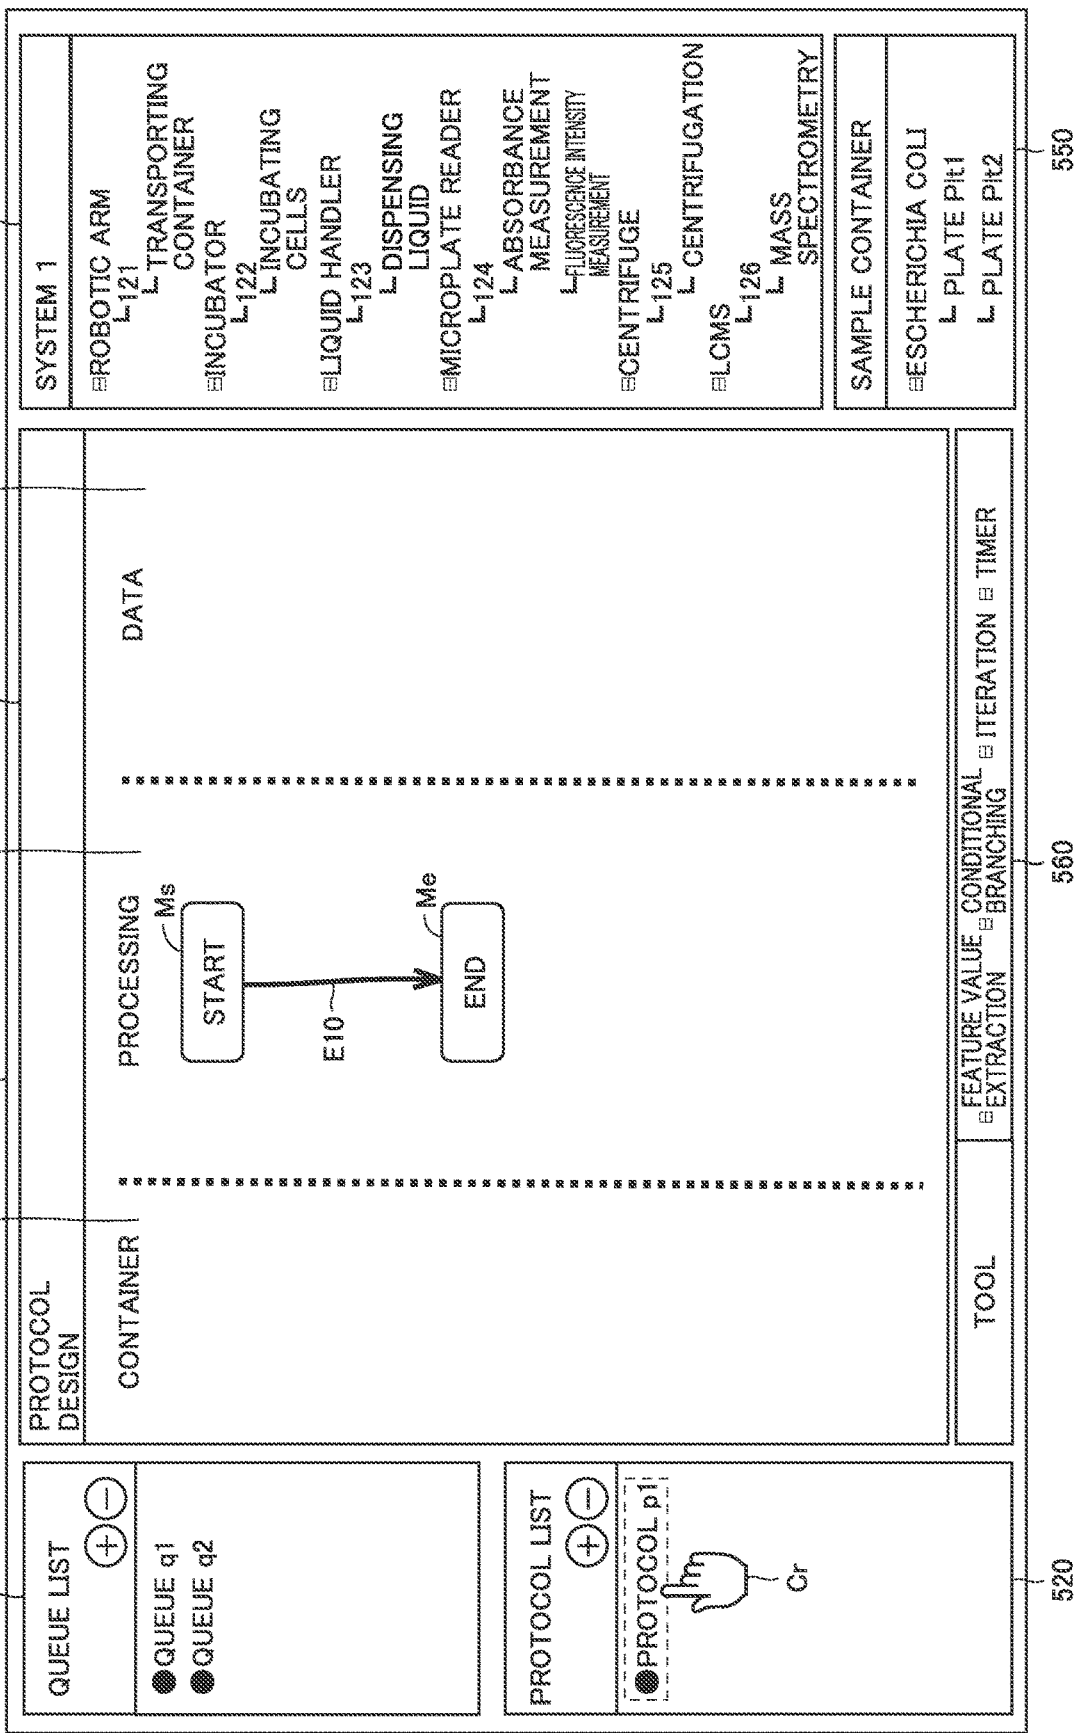 QUEUE LIST
+ −
●QUEUE q1
●QUEUE q2
PROTOCOL LIST
+ −
●PROTOCOL p1
Cr
520
PROTOCOL
DESIGN
CONTAINER
PROCESSING
DATA
START
Ms
E10
END
Me
TOOL
⊟ FEATURE VALUE
EXTRACTION
⊟ CONDITIONAL
BRANCHING
⊟ ITERATION
⊟ TIMER
560
SYSTEM 1
⊟ROBOTIC ARM
┗121
┗TRANSPORTING
CONTAINER
⊟INCUBATOR
┗122
┗INCUBATING
CELLS
⊟LIQUID HANDLER
┗123
┗DISPENSING
LIQUID
⊟MICROPLATE READER
┗124
┗ABSORBANCE
MEASUREMENT
┗FLUORESCENCE INTENSITY
MEASUREMENT
⊟CENTRIFUGE
┗125
┗CENTRIFUGATION
⊟LCMS
┗126
┗MASS
SPECTROMETRY
SAMPLE CONTAINER
⊟ESCHERICHIA COLI
┗PLATE Plt1
┗PLATE Plt2
550